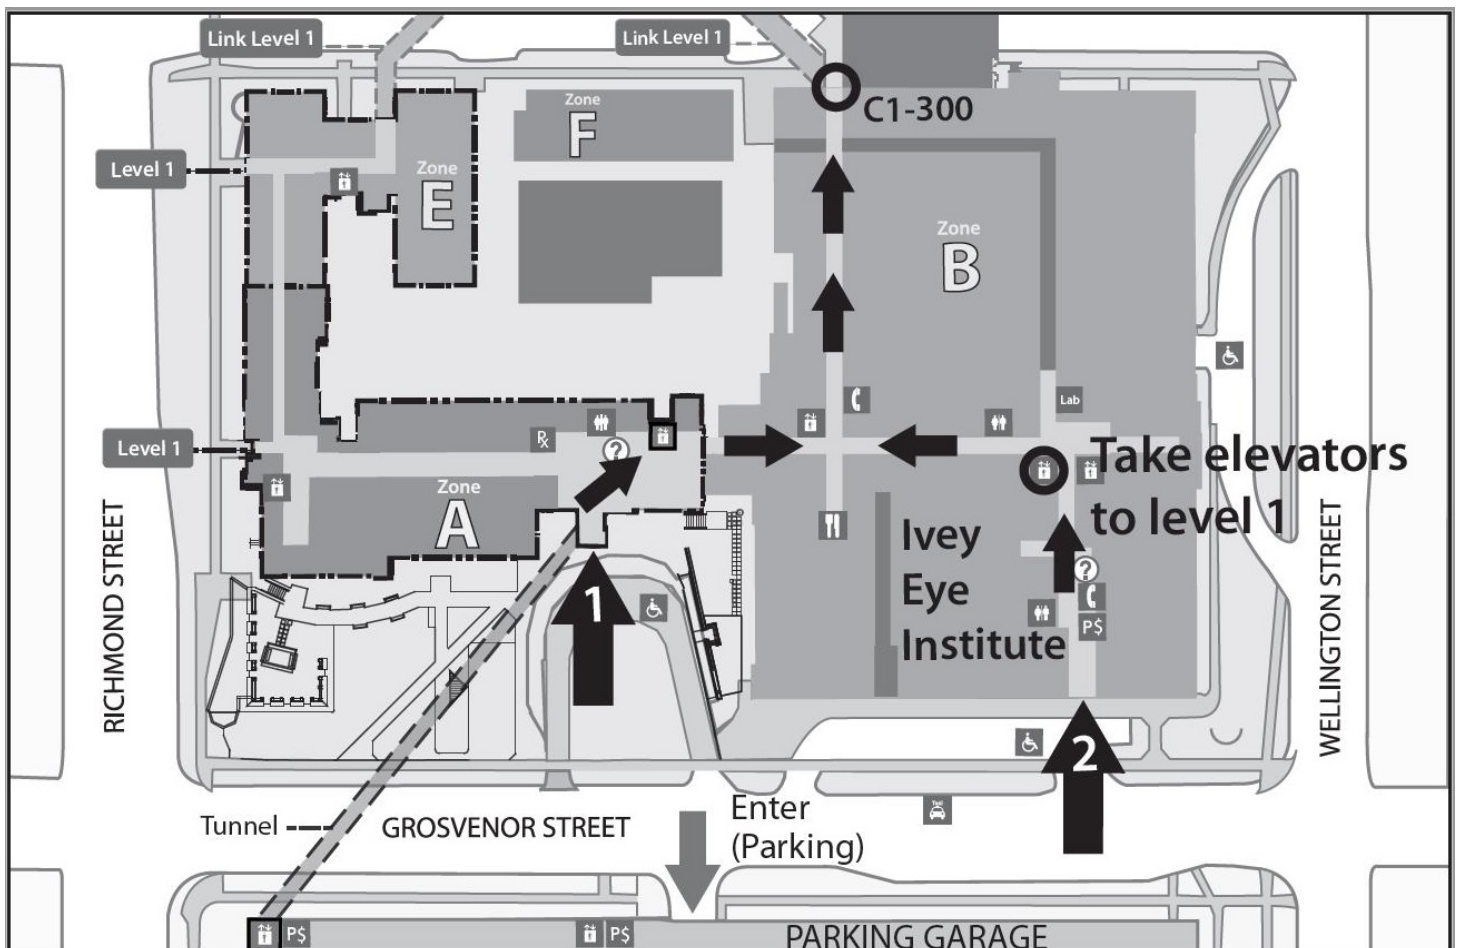 Link Level 1
Link Level 1
C1-300
Zone
F
Level 1
Zone
E
Zone
B
Lab
Level 1
Rx
?
Take elevators
to level 1
Zone
A
Ivey
Eye
Institute
?
P$
1
2
RICHMOND STREET
WELLINGTON STREET
Taxi
Tunnel
GROSVENOR STREET
Enter
(Parking)
P$
P$
PARKING GARAGE